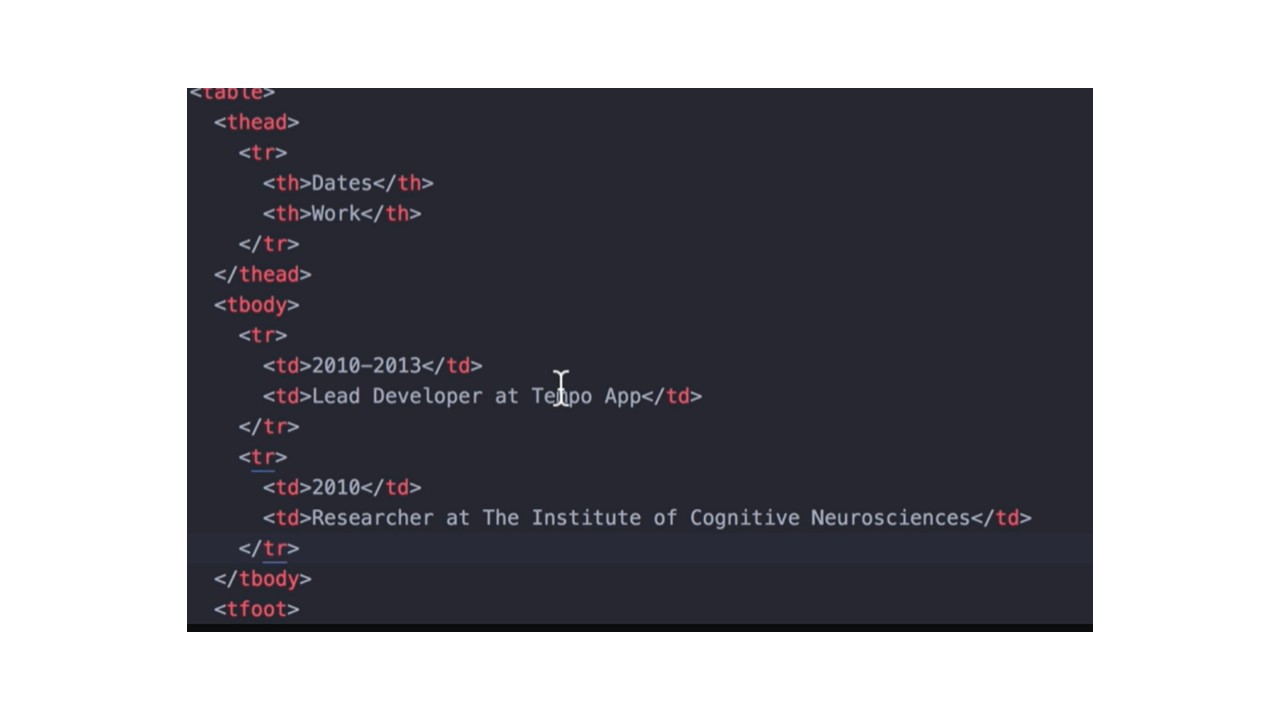 <table>
<thead>
<tr>
<th>Dates</th>
<th>Work</th>
</tr>
</thead>
<tbody>
<tr>
<td>2010–2013</td>
<td>Lead Developer at Tempo App</td>
</tr>
<tr>
<td>2010</td>
<td>Researcher at The Institute of Cognitive Neurosciences</td>
</tr>
</tbody>
<tfoot>